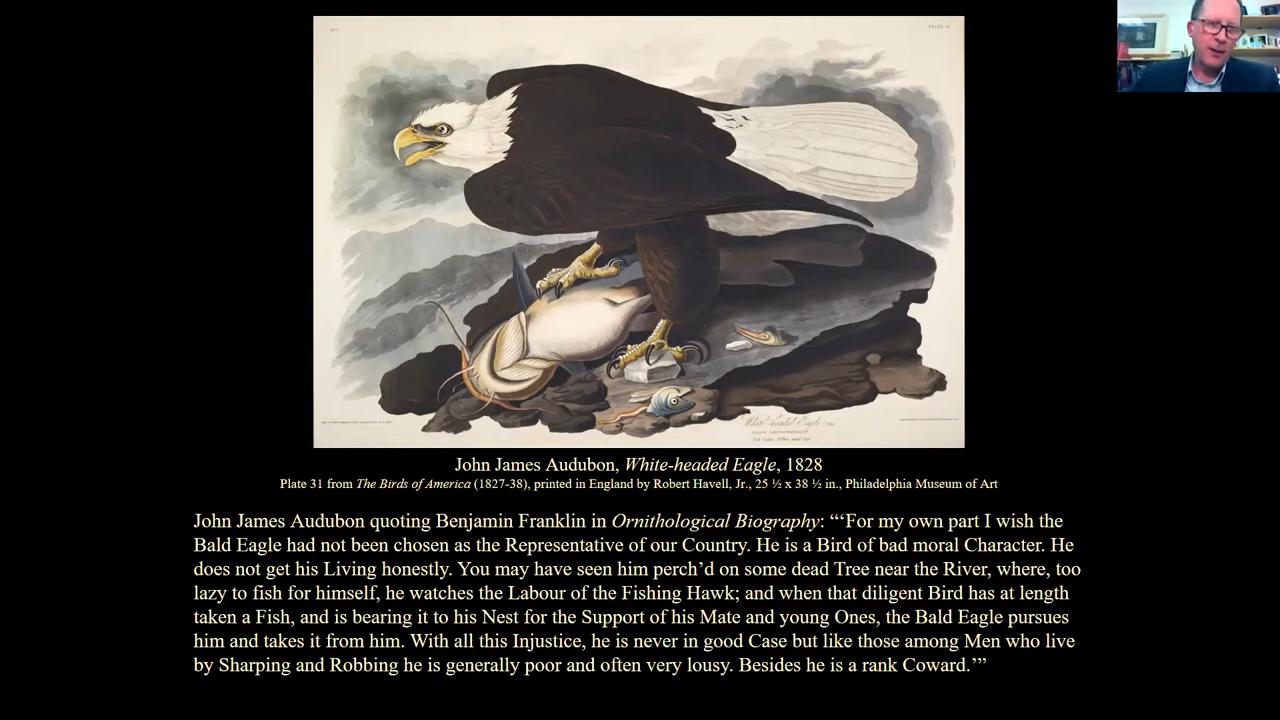 PLATE 31
John James Audubon, White-headed Eagle, 1828
Plate 31 from The Birds of America (1827-38), printed in England by Robert Havell, Jr., 25 ½ x 38 ½ in., Philadelphia Museum of Art
John James Audubon quoting Benjamin Franklin in Ornithological Biography: “‘For my own part I wish the
Bald Eagle had not been chosen as the Representative of our Country. He is a Bird of bad moral Character. He
does not get his Living honestly. You may have seen him perch’d on some dead Tree near the River, where, too
lazy to fish for himself, he watches the Labour of the Fishing Hawk; and when that diligent Bird has at length
taken a Fish, and is bearing it to his Nest for the Support of his Mate and young Ones, the Bald Eagle pursues
him and takes it from him. With all this Injustice, he is never in good Case but like those among Men who live
by Sharping and Robbing he is generally poor and often very lousy. Besides he is a rank Coward.’”